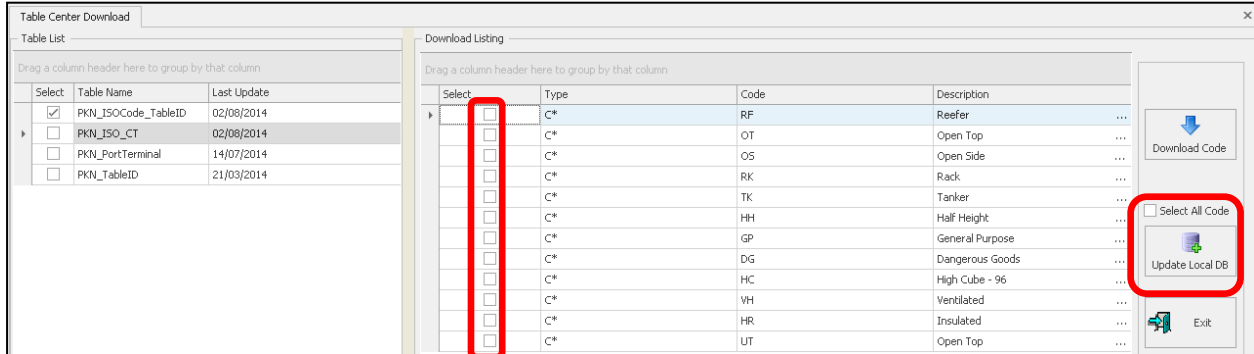 Table Center Download
Table List
Drag a column header here to group by that column
Select Table Name Last Update
PKN_ISOCode_TableID 02/08/2014
PKN_ISO_CT 02/08/2014
PKN_PortTerminal 14/07/2014
PKN_TableID 21/03/2014
Download Listing
Drag a column header here to group by that column
Select Type Code Description
C* RF Reefer ...
C* OT Open Top ...
C* OS Open Side ...
C* RK Rack ...
C* TK Tanker ...
C* HH Half Height ...
C* GP General Purpose ...
C* DG Dangerous Goods ...
C* HC High Cube - 96 ...
C* VH Ventilated ...
C* HR Insulated ...
C* UT Open Top ...
Download Code
Select All Code
Update Local DB
Exit